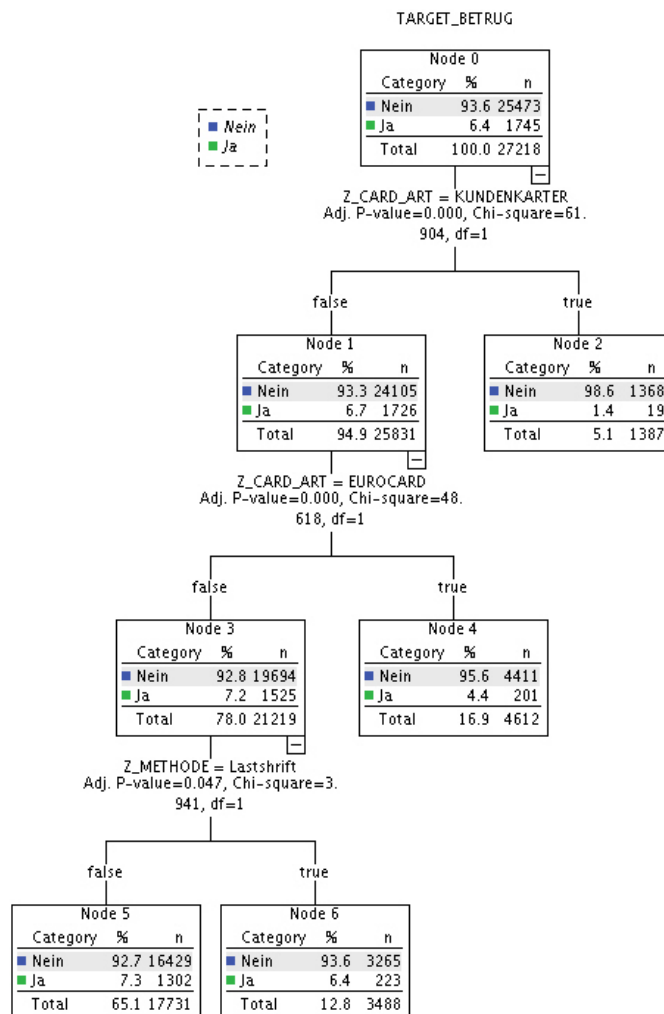 TARGET_BETRUG
Node 0
Category % n
Nein 93.6 25473
Ja 6.4 1745
Total 100.0 27218
Nein
Ja
Z_CARD_ART = KUNDENKARTER
Adj. P-value=0.000, Chi-square=61.
904, df=1
false
true
Node 1
Category % n
Nein 93.3 24105
Ja 6.7 1726
Total 94.9 25831
Node 2
Category % n
Nein 98.6 1368
Ja 1.4 19
Total 5.1 1387
Z_CARD_ART = EUROCARD
Adj. P-value=0.000, Chi-square=48.
618, df=1
false
true
Node 3
Category % n
Nein 92.8 19694
Ja 7.2 1525
Total 78.0 21219
Node 4
Category % n
Nein 95.6 4411
Ja 4.4 201
Total 16.9 4612
Z_METHODE = Lastshrift
Adj. P-value=0.047, Chi-square=3.
941, df=1
false
true
Node 5
Category % n
Nein 92.7 16429
Ja 7.3 1302
Total 65.1 17731
Node 6
Category % n
Nein 93.6 3265
Ja 6.4 223
Total 12.8 3488